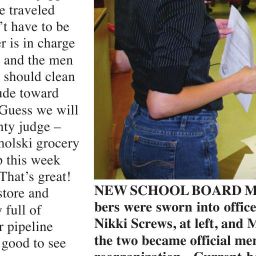 e traveled
't have to be
er is in charge
and the men
should clean
ude toward
Guess we will
nty judge –
holski grocery
p this week
That's great!
store and
y full of
r pipeline
good to see
NEW SCHOOL BOARD M
bers were sworn into office
Nikki Screws, at left, and M
the two became official mem